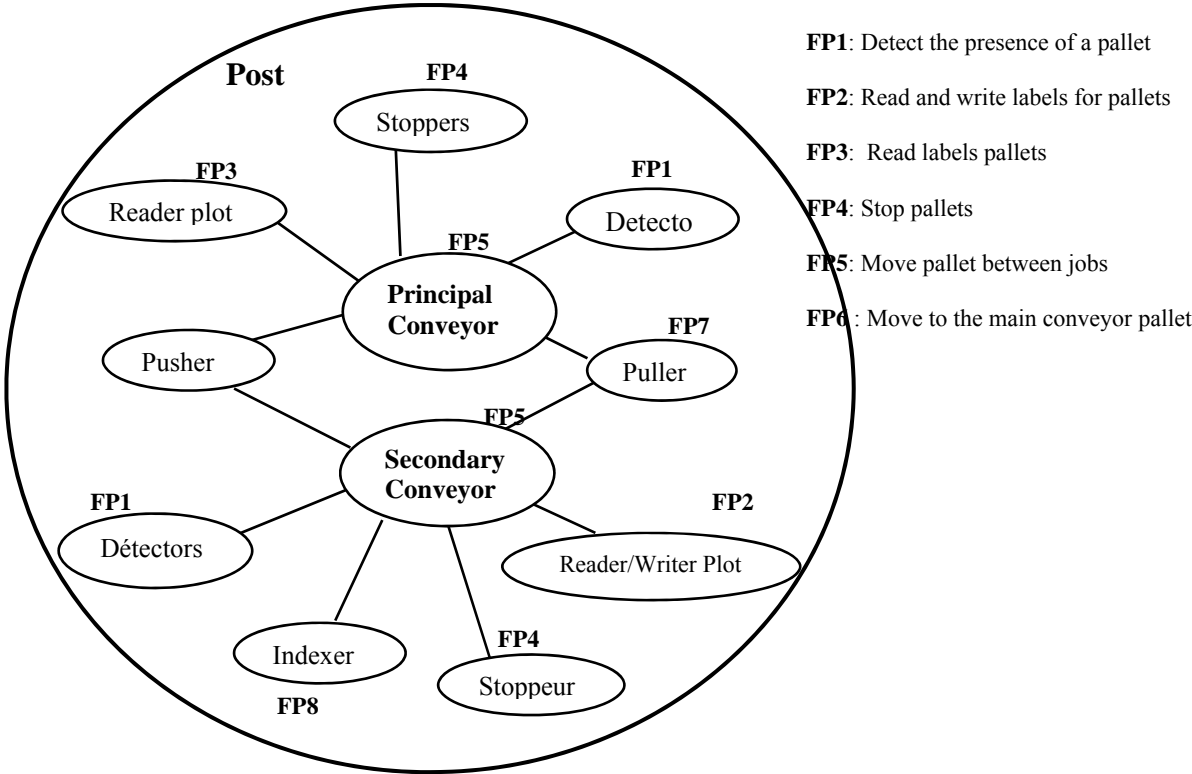 Post
FP4
Stoppers
FP3
Reader plot
FP1
Detecto
FP5
Principal
Conveyor
Pusher
FP7
Puller
FP5
Secondary
Conveyor
FP1
Détectors
FP2
Reader/Writer Plot
Indexer
FP8
FP4
Stoppeur
FP1: Detect the presence of a pallet
FP2: Read and write labels for pallets
FP3: Read labels pallets
FP4: Stop pallets
FP5: Move pallet between jobs
FP6 : Move to the main conveyor pallet